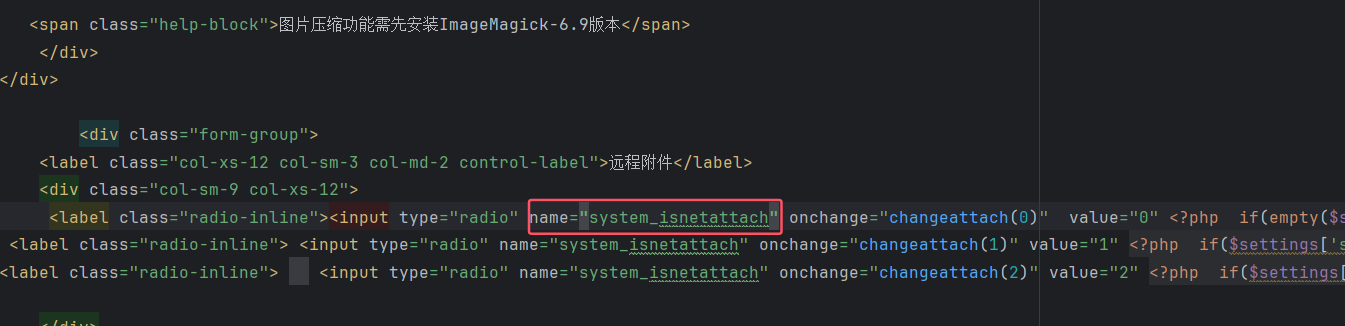 <span class="help-block">图片压缩功能需先安装ImageMagick-6.9版本</span>
</div>
</div>
<div class="form-group">
<label class="col-xs-12 col-sm-3 col-md-2 control-label">远程附件</label>
<div class="col-sm-9 col-xs-12">
<label class="radio-inline"><input type="radio" name="system_isnetattach" onchange="changeattach(0)" value="0" <?php if(empty($s
<label class="radio-inline"> <input type="radio" name="system_isnetattach" onchange="changeattach(1)" value="1" <?php if($settings['s
<label class="radio-inline"> <input type="radio" name="system_isnetattach" onchange="changeattach(2)" value="2" <?php if($settings[
</div>